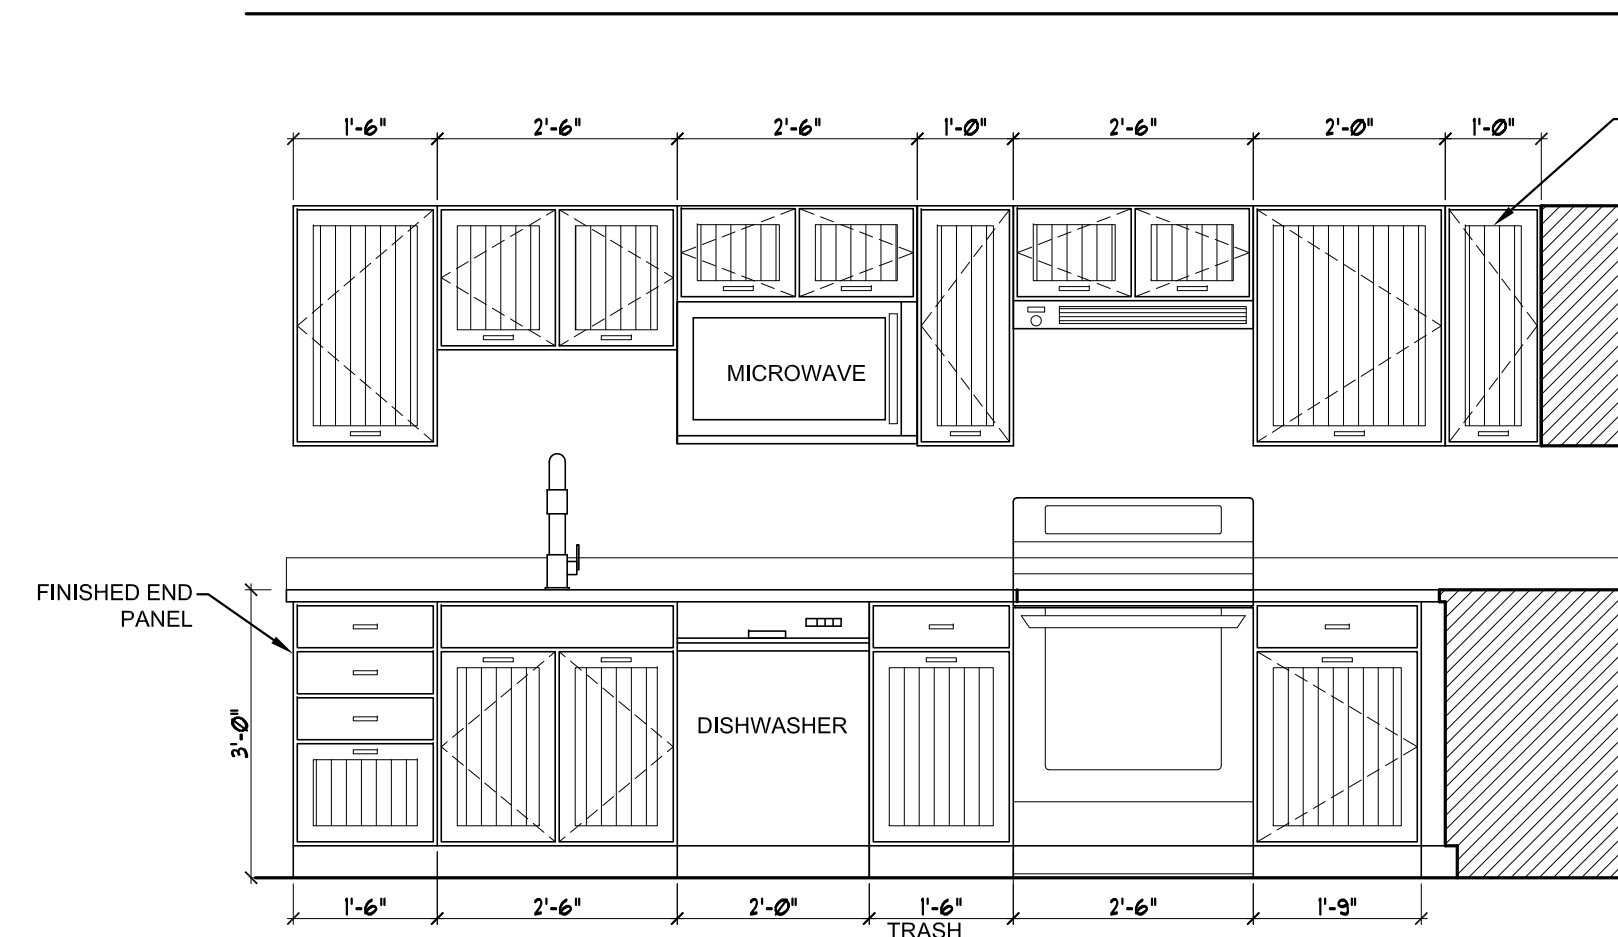 1'-6" 2'-6" 2'-6" 1'-0" 2'-6" 2'-0" 1'-0"
MICROWAVE
FINISHED END
PANEL
3'-0"
DISHWASHER
1'-6" 2'-6" 2'-0" 1'-6" 2'-6" 1'-9"
TRASH